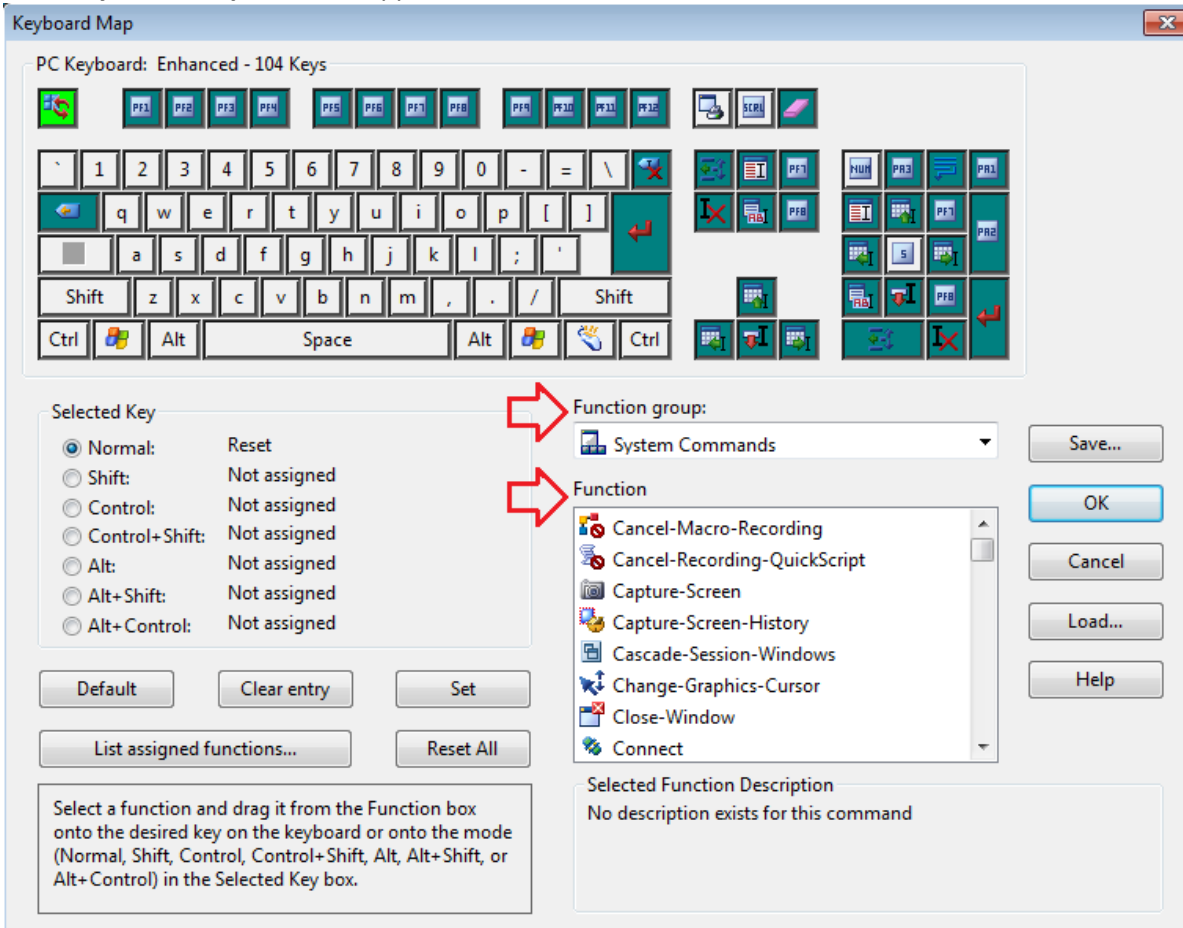 Keyboard Map
PC Keyboard: Enhanced - 104 Keys
PF1 PF2 PF3 PF4 PF5 PF6 PF7 PF8 PF9 PF10 PF11 PF12 SCRL
` 1 2 3 4 5 6 7 8 9 0 - = \ PF7 NUM PA3 PA1
q w e r t y u i o p [ ] PF8 PF7
PA2
a s d f g h j k l ; ' 5
Shift z x c v b n m , . / Shift PF8
Ctrl Alt Space Alt Ctrl
Selected Key
Normal: Reset
Shift: Not assigned
Control: Not assigned
Control+Shift: Not assigned
Alt: Not assigned
Alt+Shift: Not assigned
Alt+Control: Not assigned
Default Clear entry Set
List assigned functions... Reset All
Select a function and drag it from the Function box
onto the desired key on the keyboard or onto the mode
(Normal, Shift, Control, Control+Shift, Alt, Alt+Shift, or
Alt+Control) in the Selected Key box.
Function group:
System Commands
Function
Cancel-Macro-Recording
Cancel-Recording-QuickScript
Capture-Screen
Capture-Screen-History
Cascade-Session-Windows
Change-Graphics-Cursor
Close-Window
Connect
Selected Function Description
No description exists for this command
Save...
OK
Cancel
Load...
Help